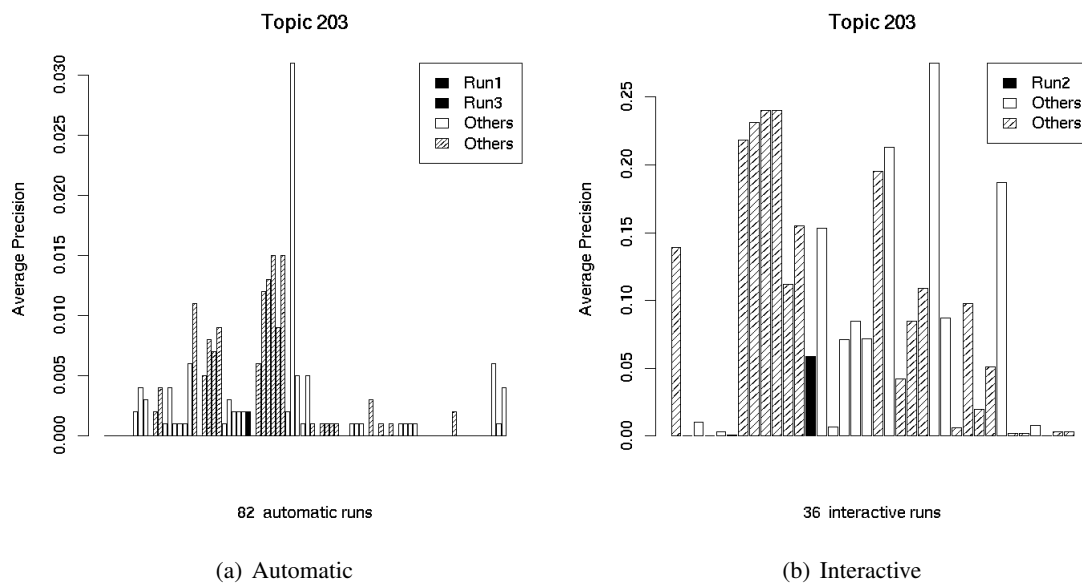 Topic 203
Average Precision
0.030
0.025
0.020
0.015
0.010
0.005
0.000
Run1
Run3
Others
Others
82 automatic runs
(a) Automatic
Topic 203
Average Precision
0.25
0.20
0.15
0.10
0.05
0.00
Run2
Others
Others
36 interactive runs
(b) Interactive